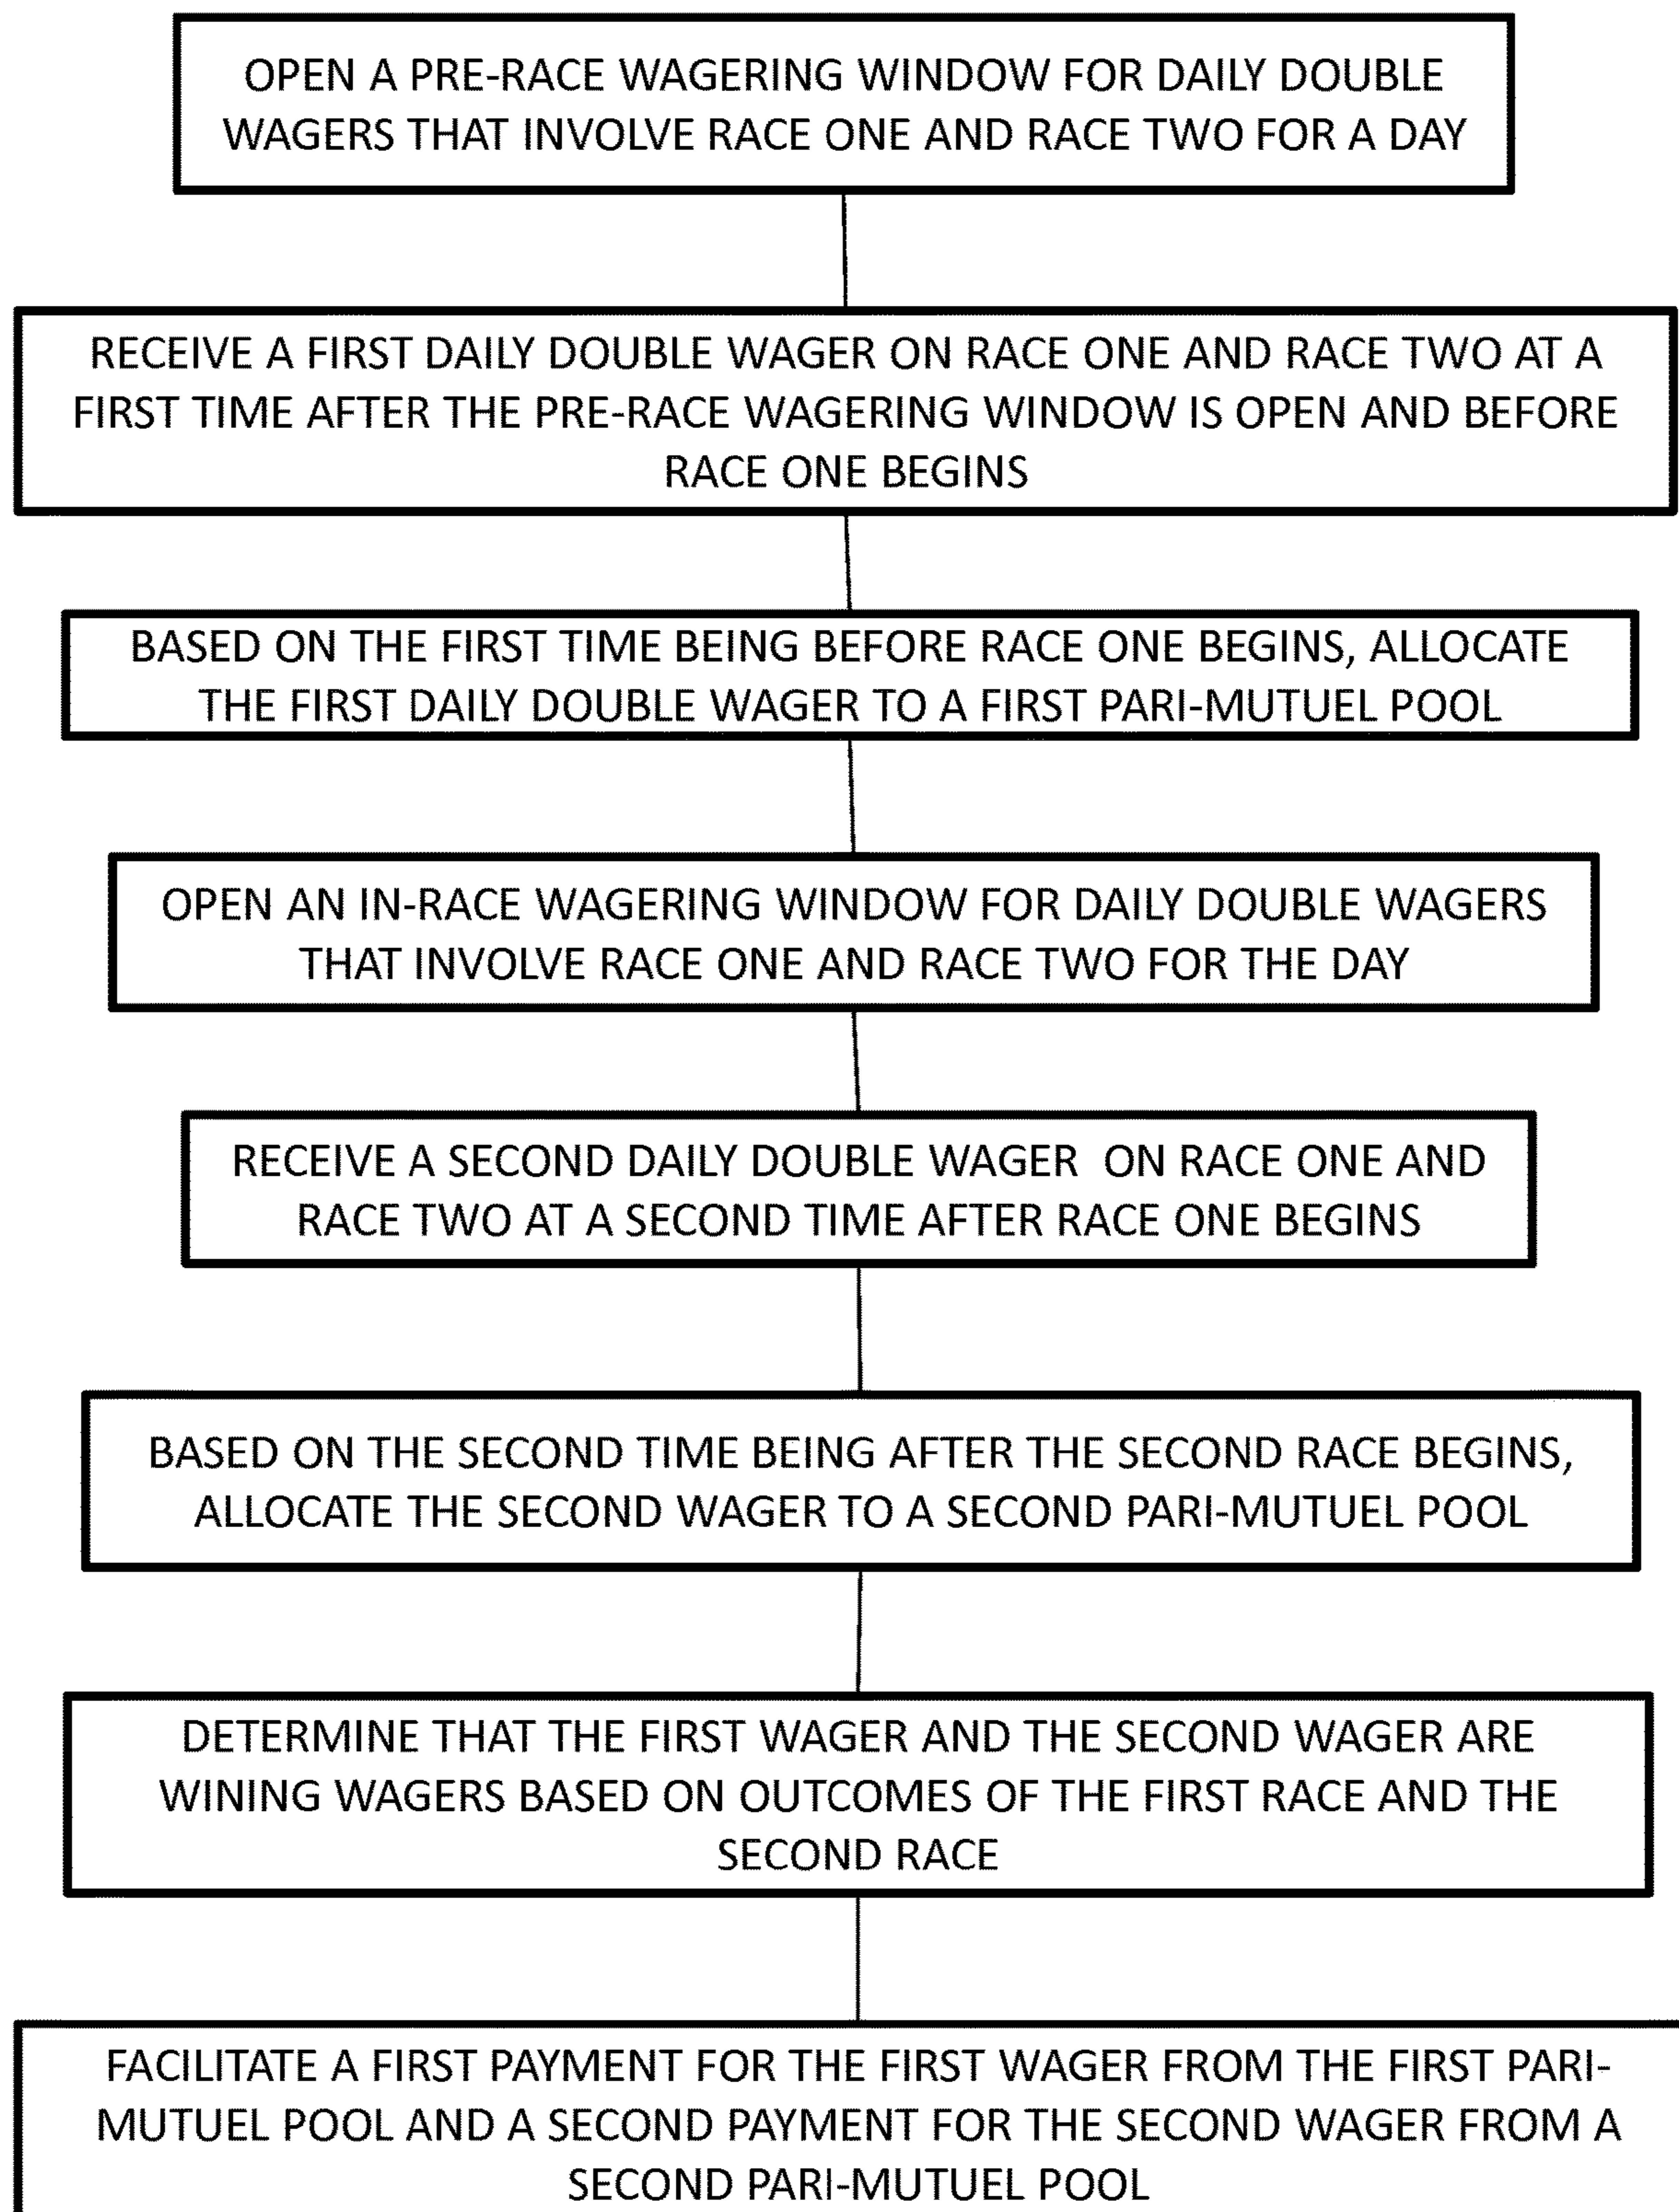 OPEN A PRE-RACE WAGERING WINDOW FOR DAILY DOUBLE
WAGERS THAT INVOLVE RACE ONE AND RACE TWO FOR A DAY
RECEIVE A FIRST DAILY DOUBLE WAGER ON RACE ONE AND RACE TWO AT A
FIRST TIME AFTER THE PRE-RACE WAGERING WINDOW IS OPEN AND BEFORE
RACE ONE BEGINS
BASED ON THE FIRST TIME BEING BEFORE RACE ONE BEGINS, ALLOCATE
THE FIRST DAILY DOUBLE WAGER TO A FIRST PARI-MUTUEL POOL
OPEN AN IN-RACE WAGERING WINDOW FOR DAILY DOUBLE WAGERS
THAT INVOLVE RACE ONE AND RACE TWO FOR THE DAY
RECEIVE A SECOND DAILY DOUBLE WAGER ON RACE ONE AND
RACE TWO AT A SECOND TIME AFTER RACE ONE BEGINS
BASED ON THE SECOND TIME BEING AFTER THE SECOND RACE BEGINS,
ALLOCATE THE SECOND WAGER TO A SECOND PARI-MUTUEL POOL
DETERMINE THAT THE FIRST WAGER AND THE SECOND WAGER ARE
WINING WAGERS BASED ON OUTCOMES OF THE FIRST RACE AND THE
SECOND RACE
FACILITATE A FIRST PAYMENT FOR THE FIRST WAGER FROM THE FIRST PARI-
MUTUEL POOL AND A SECOND PAYMENT FOR THE SECOND WAGER FROM A
SECOND PARI-MUTUEL POOL